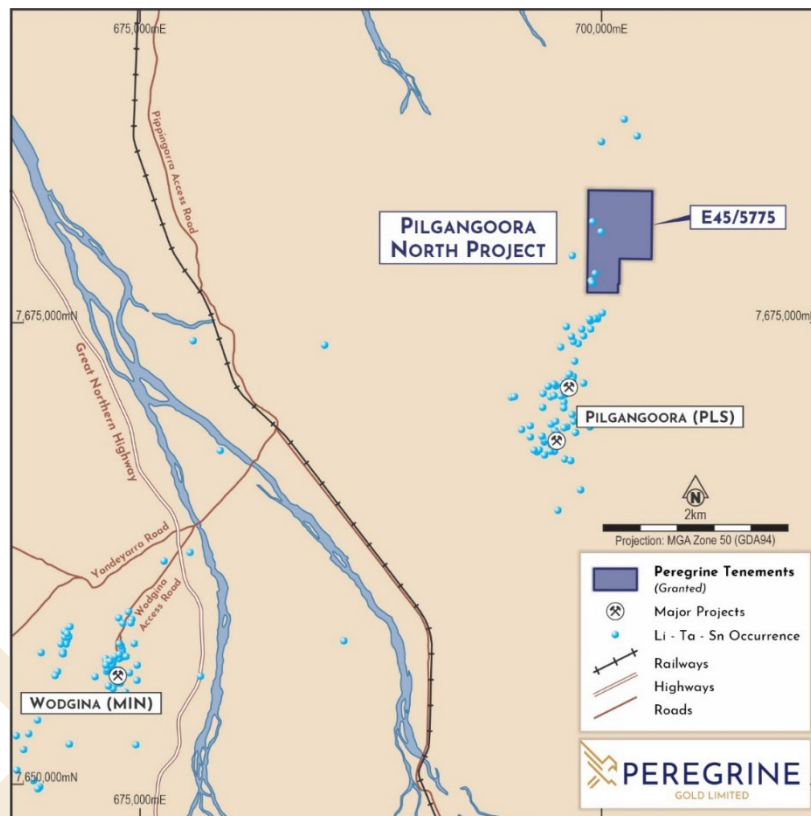 675,000mE
700,000mE
Pippingarra Access Road
PILGANGOORA
NORTH PROJECT
E45/5775
7,675,000mN
7,675,000m
Great Northern Highway
PILGANGOORA (PLS)
N
2km
Projection: MGA Zone 50 (GDA94)
Yandeyarra Road
Wodgina
Access Road
WODGINA (MIN)
Peregrine Tenements
(Granted)
Major Projects
Li - Ta - Sn Occurrence
Railways
Highways
Roads
7,650,000mN
675,000mE
PEREGRINE
GOLD LIMITED